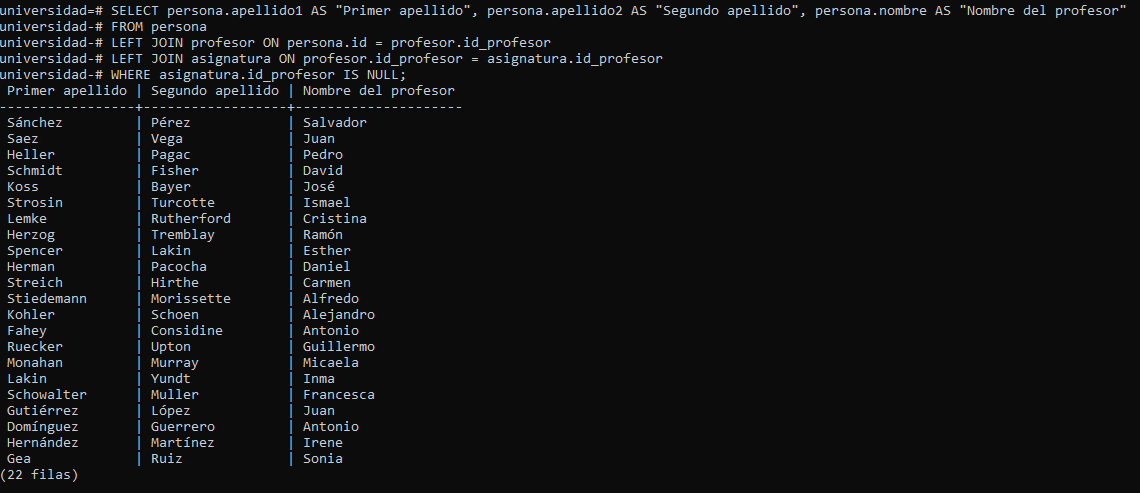 universidad=# SELECT persona.apellido1 AS "Primer apellido", persona.apellido2 AS "Segundo apellido", persona.nombre AS "Nombre del profesor"
universidad-# FROM persona
universidad-# LEFT JOIN profesor ON persona.id = profesor.id_profesor
universidad-# LEFT JOIN asignatura ON profesor.id_profesor = asignatura.id_profesor
universidad-# WHERE asignatura.id_profesor IS NULL;
 Primer apellido | Segundo apellido | Nombre del profesor
-----------------+------------------+---------------------
 Sánchez         | Pérez            | Salvador
 Saez            | Vega             | Juan
 Heller          | Pagac            | Pedro
 Schmidt         | Fisher           | David
 Koss            | Bayer            | José
 Strosin         | Turcotte         | Ismael
 Lemke           | Rutherford       | Cristina
 Herzog          | Tremblay         | Ramón
 Spencer         | Lakin            | Esther
 Herman          | Pacocha          | Daniel
 Streich         | Hirthe           | Carmen
 Stiedemann      | Morissette       | Alfredo
 Kohler          | Schoen           | Alejandro
 Fahey           | Considine        | Antonio
 Ruecker         | Upton            | Guillermo
 Monahan         | Murray           | Micaela
 Lakin           | Yundt            | Inma
 Schowalter      | Muller           | Francesca
 Gutiérrez       | López            | Juan
 Domínguez       | Guerrero         | Antonio
 Hernández       | Martínez         | Irene
 Gea             | Ruiz             | Sonia
(22 filas)